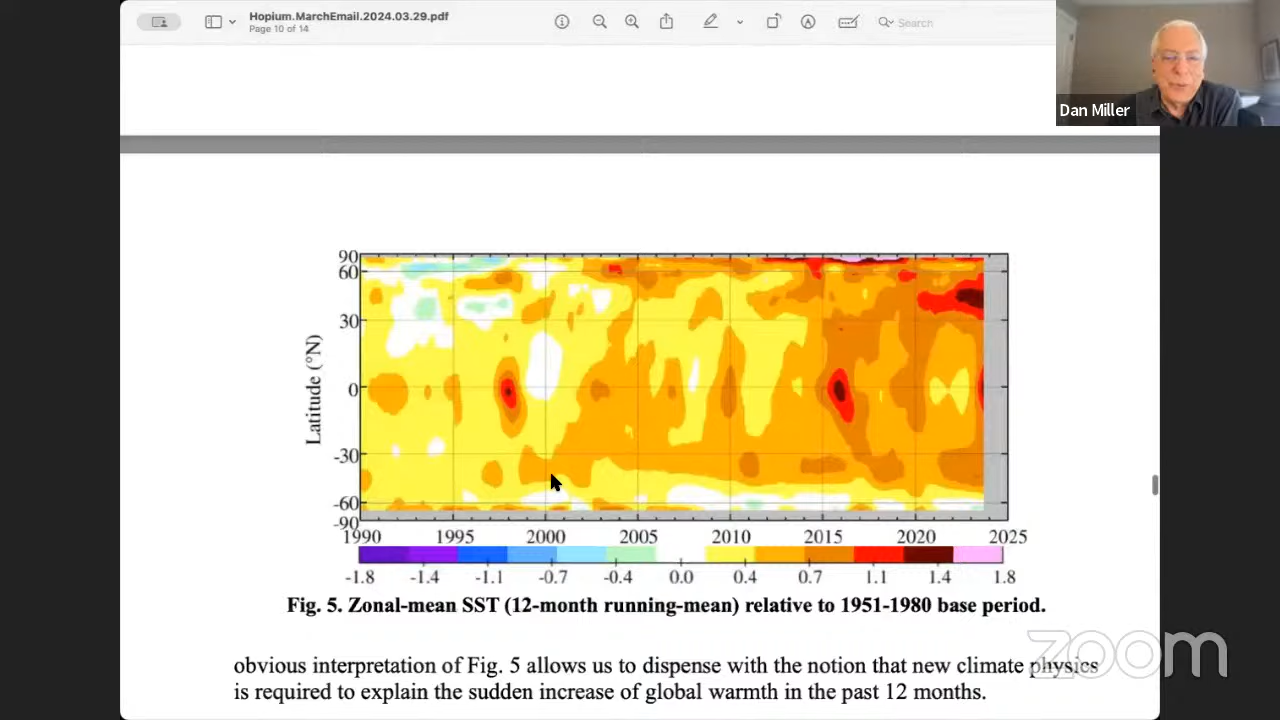 Hopium.MarchEmail.2024.03.29.pdf
Page 10 of 14
Search
Dan Miller
90
60
30
0
-30
-60
-90
Latitude (°N)
1990 1995 2000 2005 2010 2015 2020 2025
-1.8 -1.4 -1.1 -0.7 -0.4 0.0 0.4 0.7 1.1 1.4 1.8
Fig. 5. Zonal-mean SST (12-month running-mean) relative to 1951-1980 base period.
zoom
obvious interpretation of Fig. 5 allows us to dispense with the notion that new climate physics
is required to explain the sudden increase of global warmth in the past 12 months.